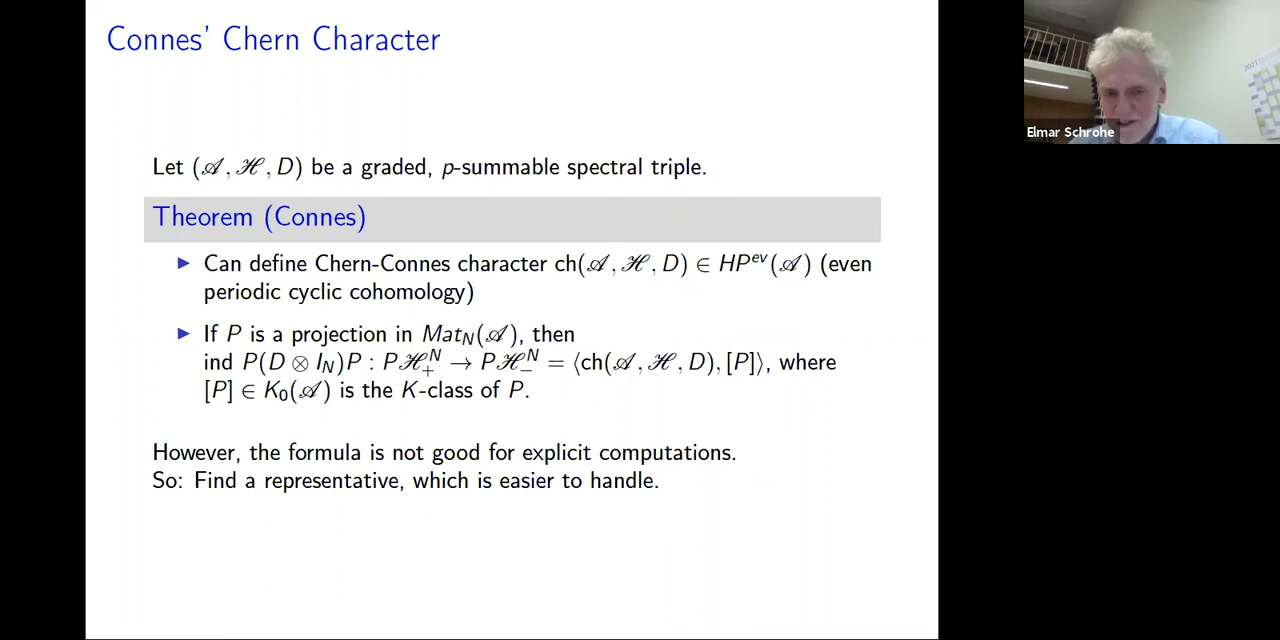 Connes' Chern Character
Let (𝒜, ℋ, D) be a graded, p-summable spectral triple.
Theorem (Connes)
▶ Can define Chern-Connes character ch(𝒜, ℋ, D) ∈ HP^{ev}(𝒜) (even
periodic cyclic cohomology)
▶ If P is a projection in Mat_N(𝒜), then
ind P(D ⊗ I_N)P : Pℋ_+^N → Pℋ_−^N = ⟨ch(𝒜, ℋ, D), [P]⟩, where
[P] ∈ K_0(𝒜) is the K-class of P.
However, the formula is not good for explicit computations.
So: Find a representative, which is easier to handle.
Elmar Schrohe
2021